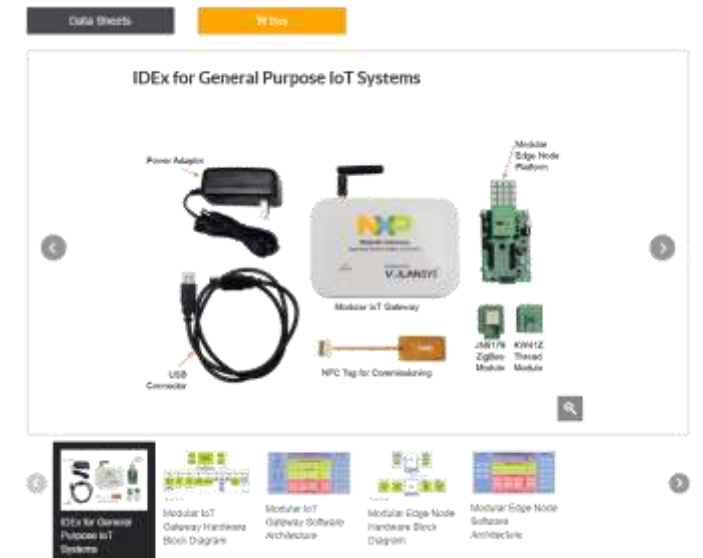 Data Sheets
Buy
IDEx for General Purpose IoT Systems
Power Adaptor
Modular
Edge Node
Platform
NXP
Modular Gateway
VOLANSYS
Modular IoT Gateway
USB
Connector
NFC Tag for Commissioning
JN5179
ZigBee
Module
KW41Z
Thread
Module
IDEx for General
Purpose IoT
Systems
Modular IoT
Gateway Hardware
Block Diagram
Modular IoT
Gateway Software
Architecture
Modular Edge Node
Hardware Block
Diagram
Modular Edge Node
Software
Architecture